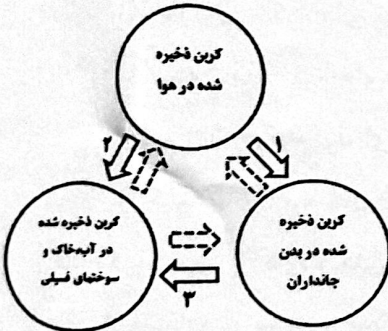 کربن ذخیره
شده در هوا
۲
۱
کربن ذخیره شده
در آب،خاک و
سوختهای فسیلی
کربن ذخیره
شده در بدن
جانداران
۳